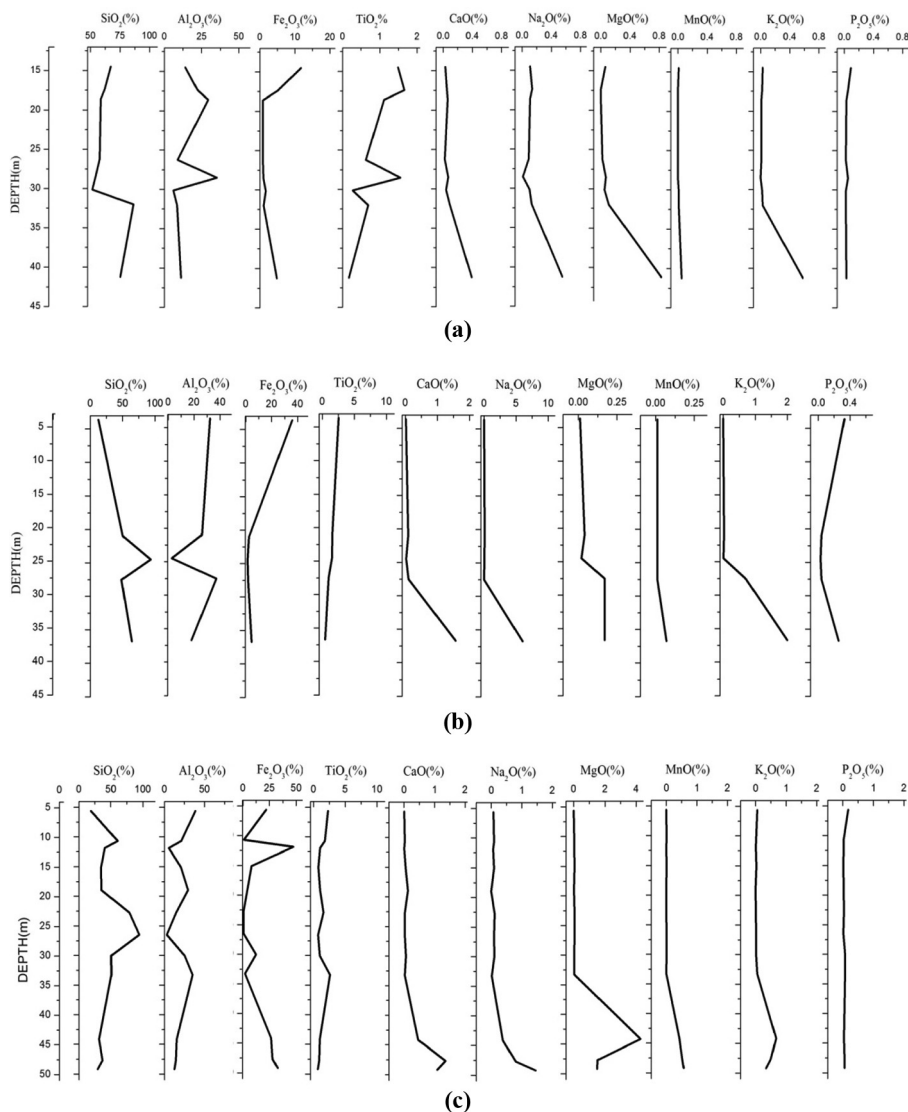 SiO₂(%) Al₂O₃(%) Fe₂O₃(%) TiO₂% CaO(%) Na₂O(%) MgO(%) MnO(%) K₂O(%) P₂O₅(%)
50 75 100 0 25 50 0 10 20 0 1 2 0.0 0.4 0.8 0.0 0.4 0.8 0.0 0.4 0.8 0.0 0.4 0.8 0.0 0.4 0.8 0.0 0.4 0.8
15
20
25
30
35
40
45
DEPTH(m)
(a)
SiO₂(%) Al₂O₃(%) Fe₂O₃(%) TiO₂(%) CaO(%) Na₂O(%) MgO(%) MnO(%) K₂O(%) P₂O₅(%)
0 50 100 0 20 40 0 20 40 0 5 10 0 1 2 0 5 10 0.00 0.25 0.00 0.25 0 1 2 0.0 0.4
5
10
15
20
25
30
35
40
45
DEPTH(m)
(b)
SiO₂(%) Al₂O₃(%) Fe₂O₃(%) TiO₂(%) CaO(%) Na₂O(%) MgO(%) MnO(%) K₂O(%) P₂O₅(%)
0 50 100 0 50 100 0 25 50 0 5 10 0 1 2 0 1 2 0 2 4 0 1 2 0 1 2 0 1 2
5
10
15
20
25
30
35
40
45
50
DEPTH(m)
(c)